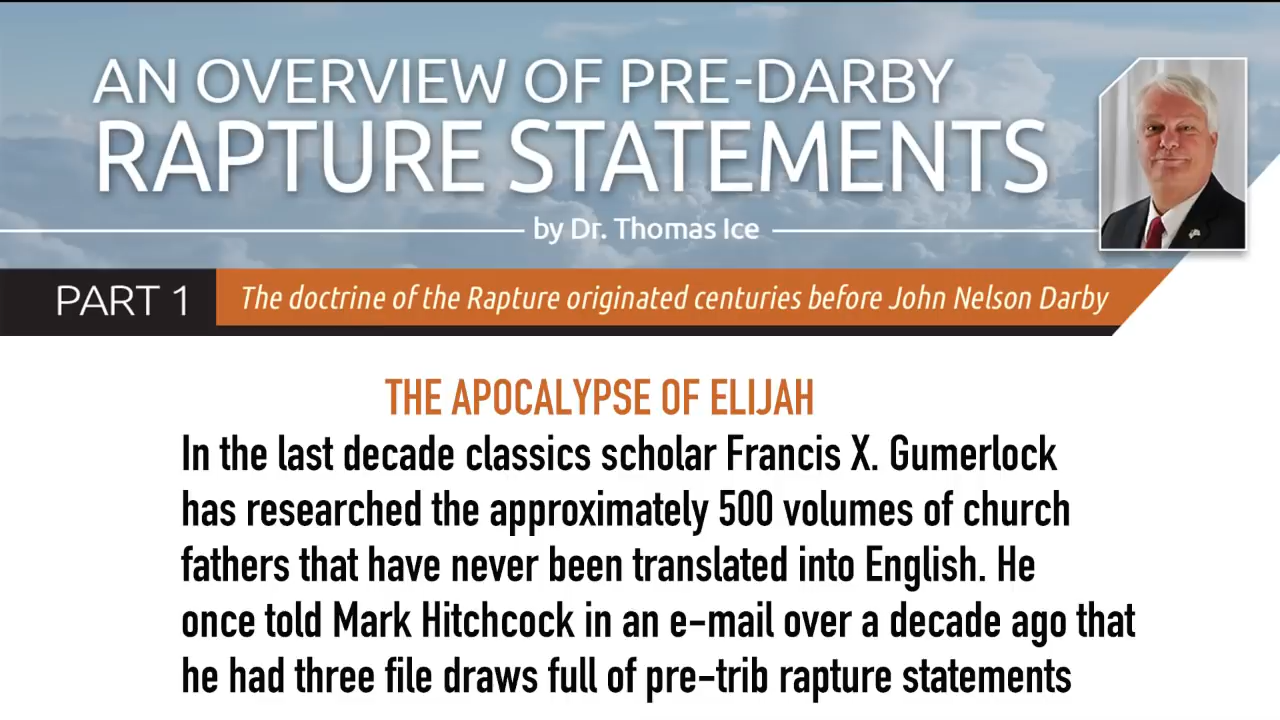 AN OVERVIEW OF PRE-DARBY
RAPTURE STATEMENTS
by Dr. Thomas Ice
PART 1
The doctrine of the Rapture originated centuries before John Nelson Darby
THE APOCALYPSE OF ELIJAH
In the last decade classics scholar Francis X. Gumerlock
has researched the approximately 500 volumes of church
fathers that have never been translated into English. He
once told Mark Hitchcock in an e-mail over a decade ago that
he had three file draws full of pre-trib rapture statements